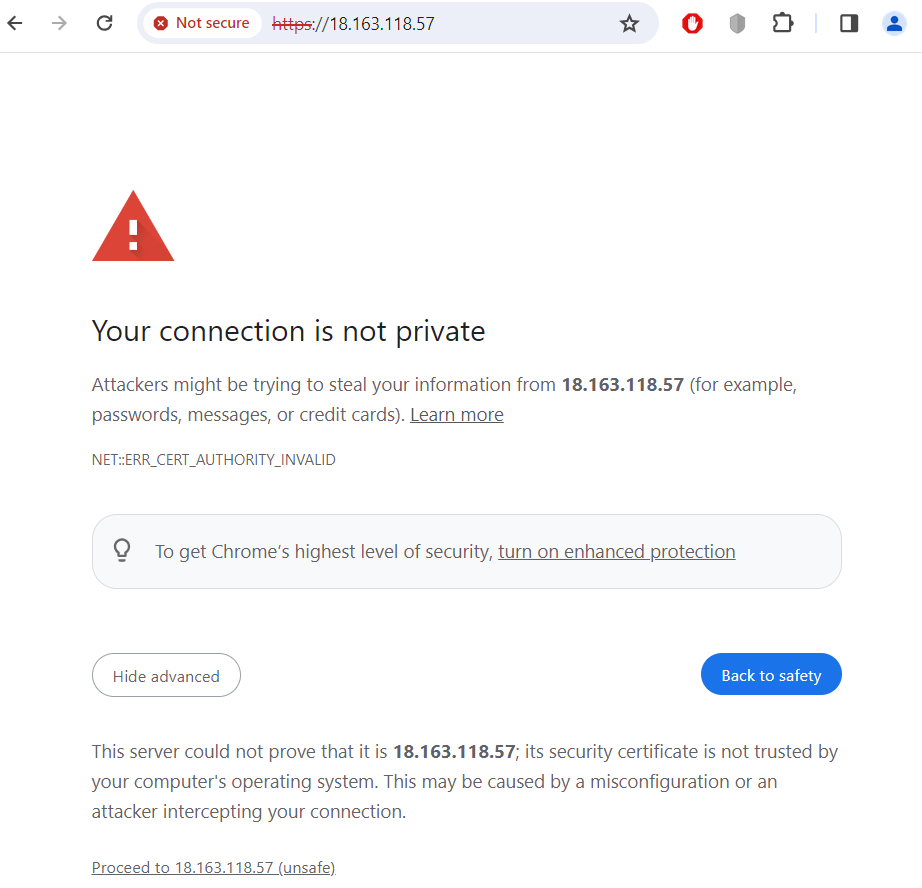 Not secure https://18.163.118.57
Your connection is not private
Attackers might be trying to steal your information from 18.163.118.57 (for example,
passwords, messages, or credit cards). Learn more
NET::ERR_CERT_AUTHORITY_INVALID
To get Chrome’s highest level of security, turn on enhanced protection
Hide advanced
Back to safety
This server could not prove that it is 18.163.118.57; its security certificate is not trusted by
your computer's operating system. This may be caused by a misconfiguration or an
attacker intercepting your connection.
Proceed to 18.163.118.57 (unsafe)